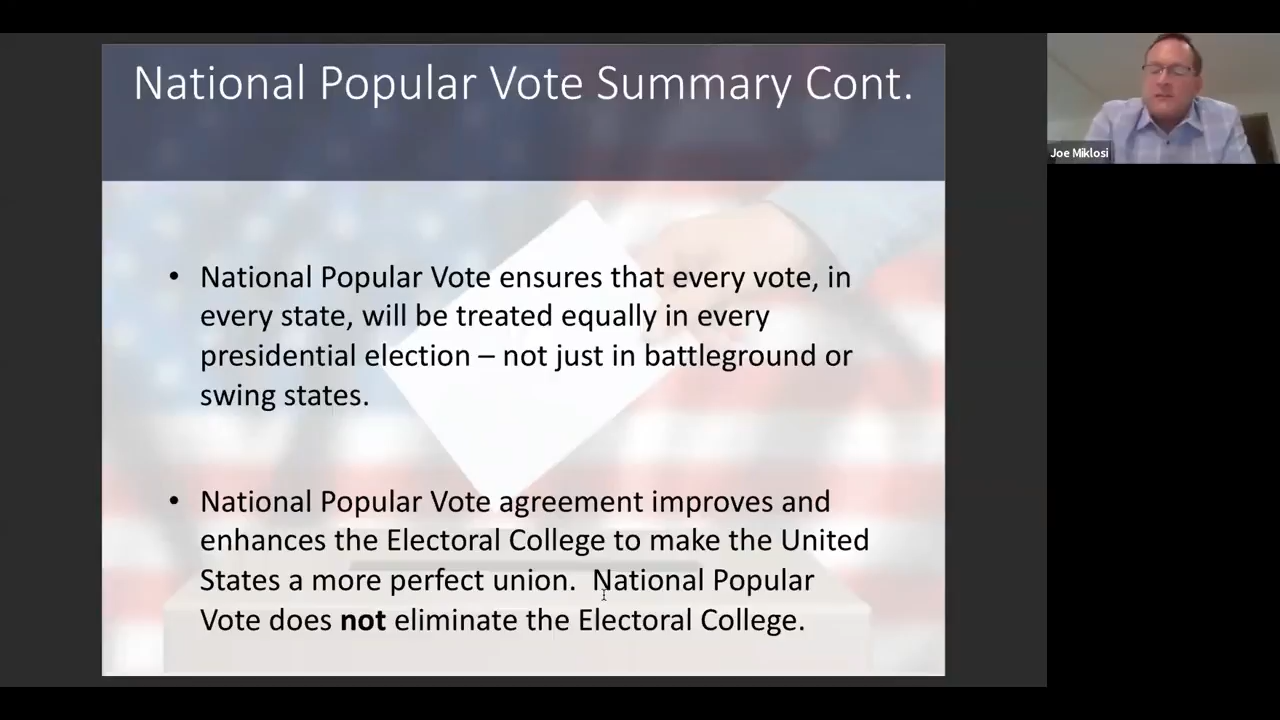 National Popular Vote Summary Cont.
Joe Miklosi
• National Popular Vote ensures that every vote, in
every state, will be treated equally in every
presidential election – not just in battleground or
swing states.
• National Popular Vote agreement improves and
enhances the Electoral College to make the United
States a more perfect union.  National Popular
Vote does not eliminate the Electoral College.